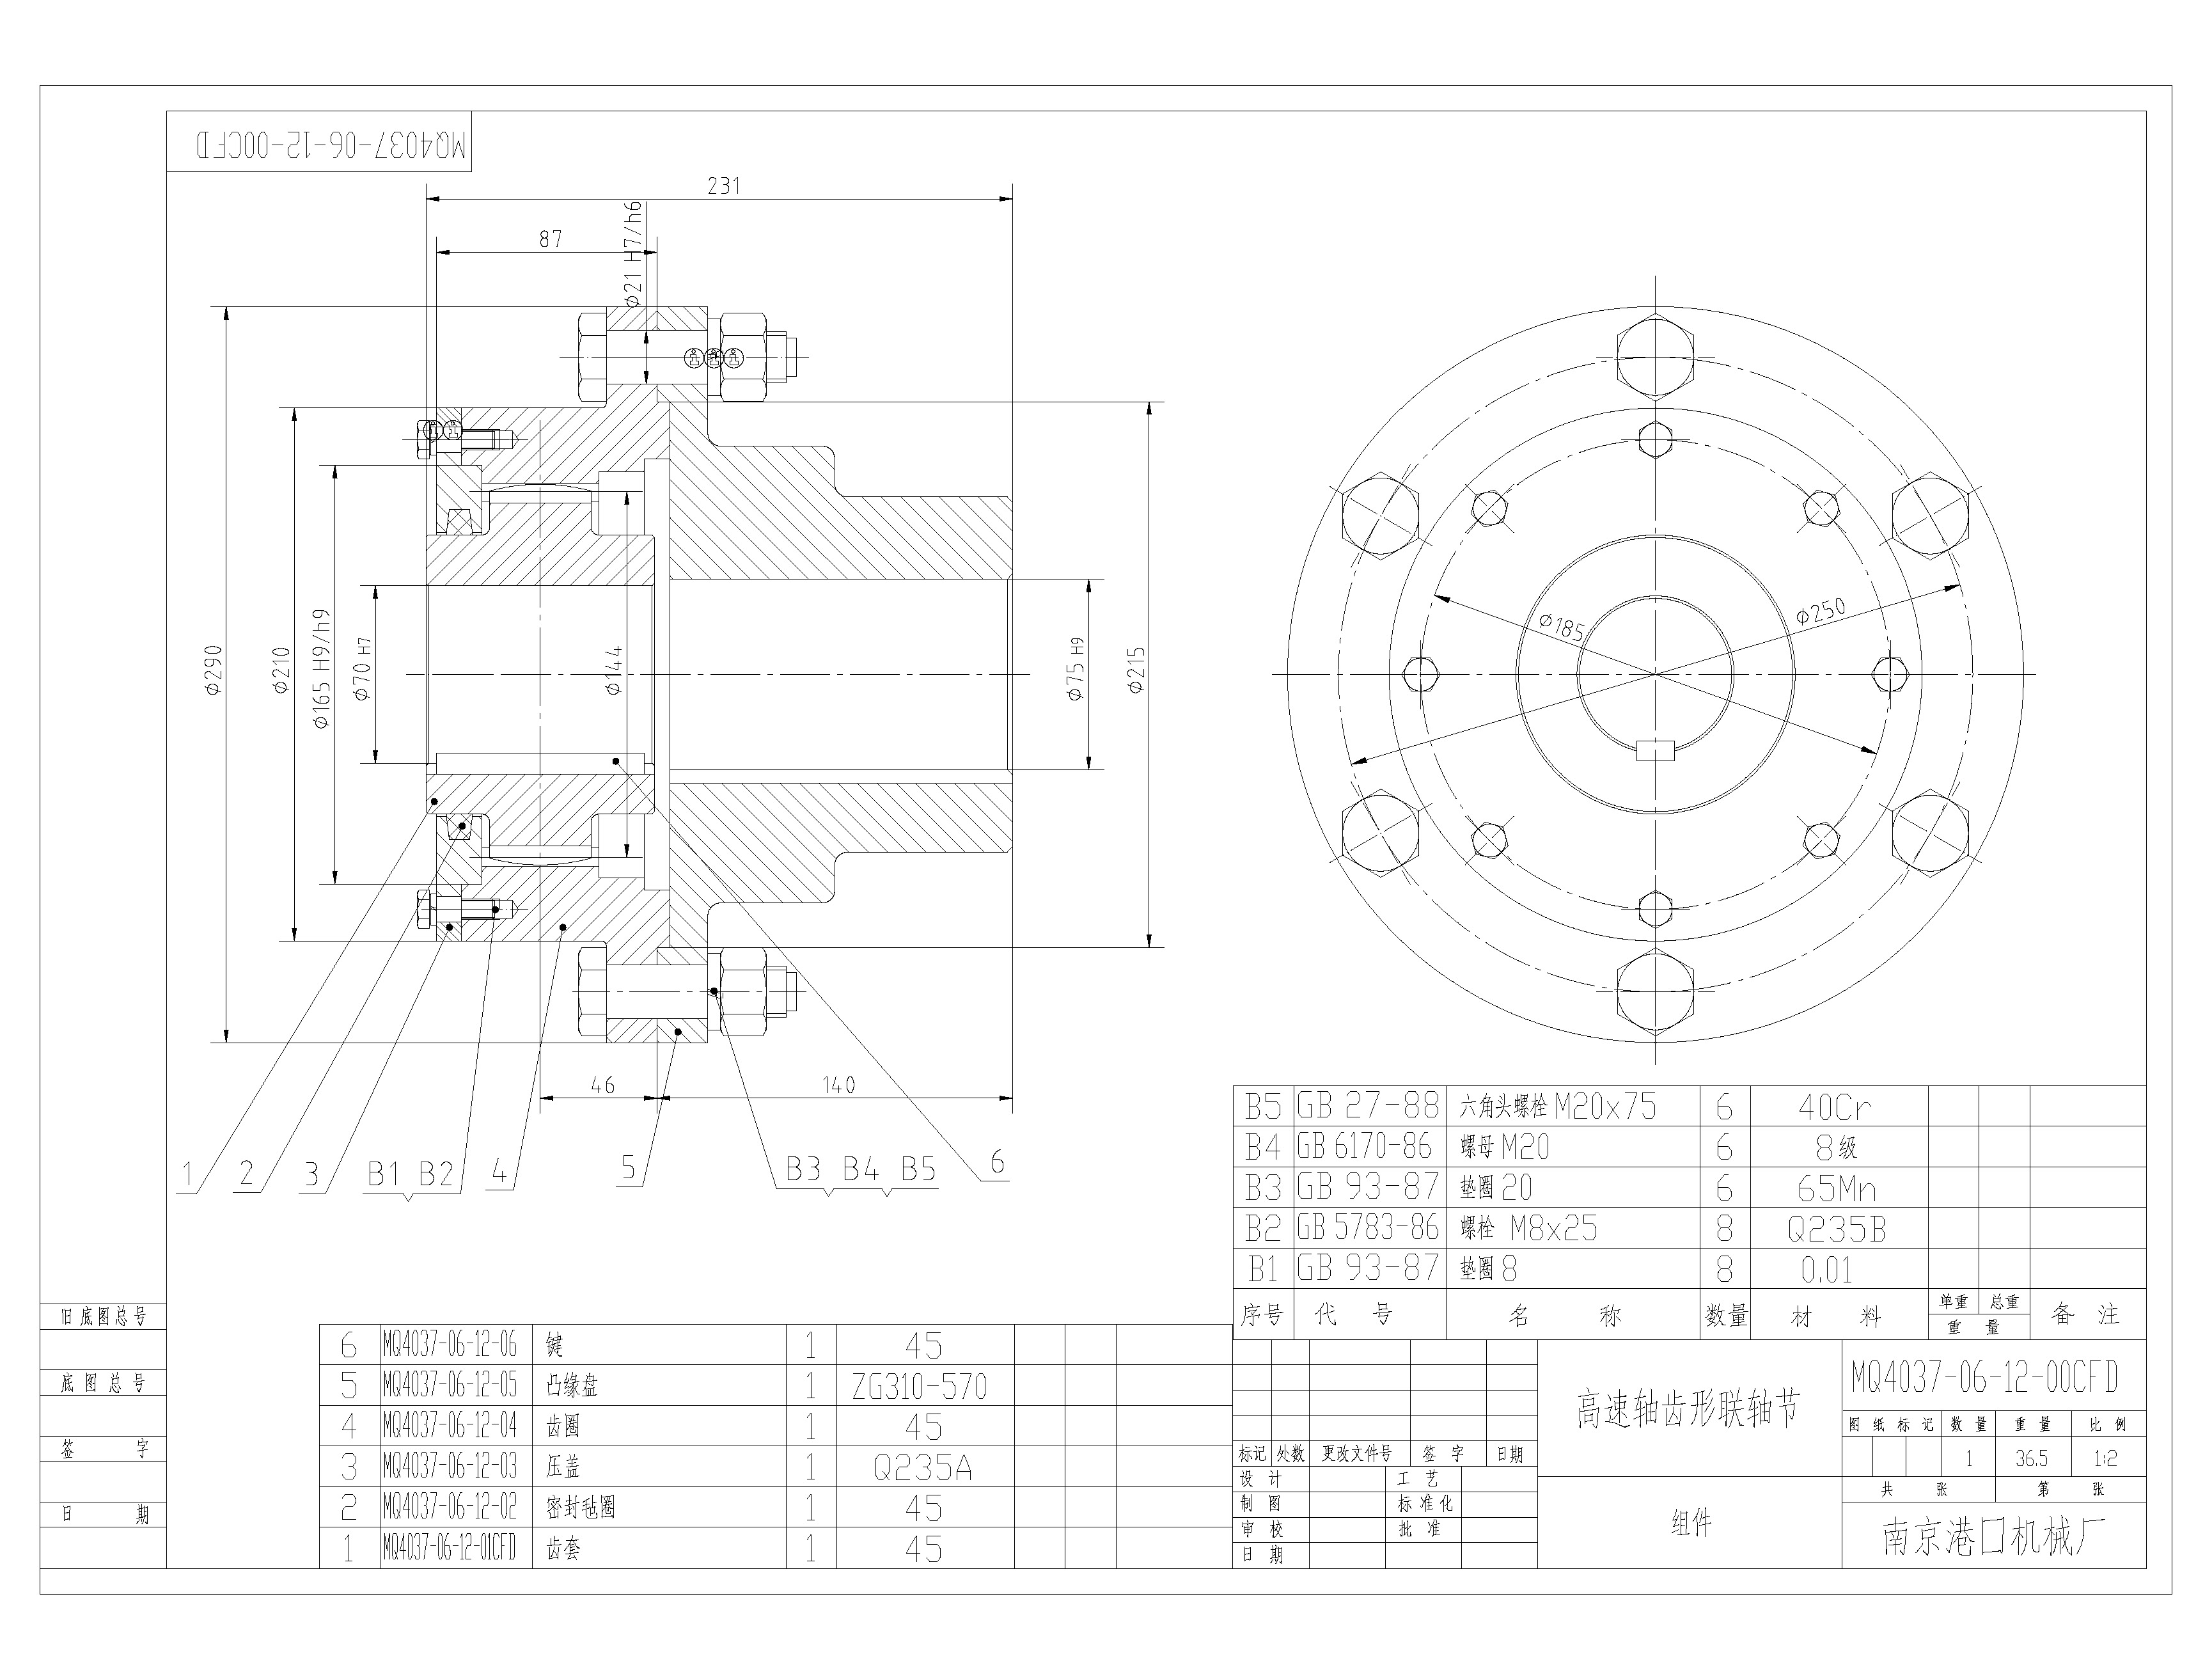 MQ4037-06-12-00CFD
231
87
Φ21 H7/h6
Φ290
Φ210
Φ165 H9/h9
Φ70 H7
Φ144
Φ75 H9
Φ215
46
140
1
2
3
B1 B2
4
5
B3 B4 B5
6
Φ185
Φ250
B5 GB 27-88 六角头螺栓M20x75 6 40Cr
B4 GB 6170-86 螺母M20 6 8级
B3 GB 93-87 垫圈20 6 65Mn
B2 GB 5783-86 螺栓 M8x25 8 Q235B
B1 GB 93-87 垫圈8 8 0.01
序号 代 号 名 称 数量 材 料 单重 总重 备 注
重 量
6 MQ4037-06-12-06 键 1 45
5 MQ4037-06-12-05 凸缘盘 1 ZG310-570
4 MQ4037-06-12-04 齿圈 1 45
3 MQ4037-06-12-03 压盖 1 Q235A
2 MQ4037-06-12-02 密封毡圈 1 45
1 MQ4037-06-12-01CFD 齿套 1 45
旧底图总号
底图总号
签 字
日 期
标记 处数 更改文件号 签 字 日期
设 计 工 艺
制 图 标准化
审 校 批 准
日 期
高速轴齿形联轴节
组件
MQ4037-06-12-00CFD
图 纸 标 记 数 量 重 量 比 例
1 36.5 1:2
共 张 第 张
南京港口机械厂